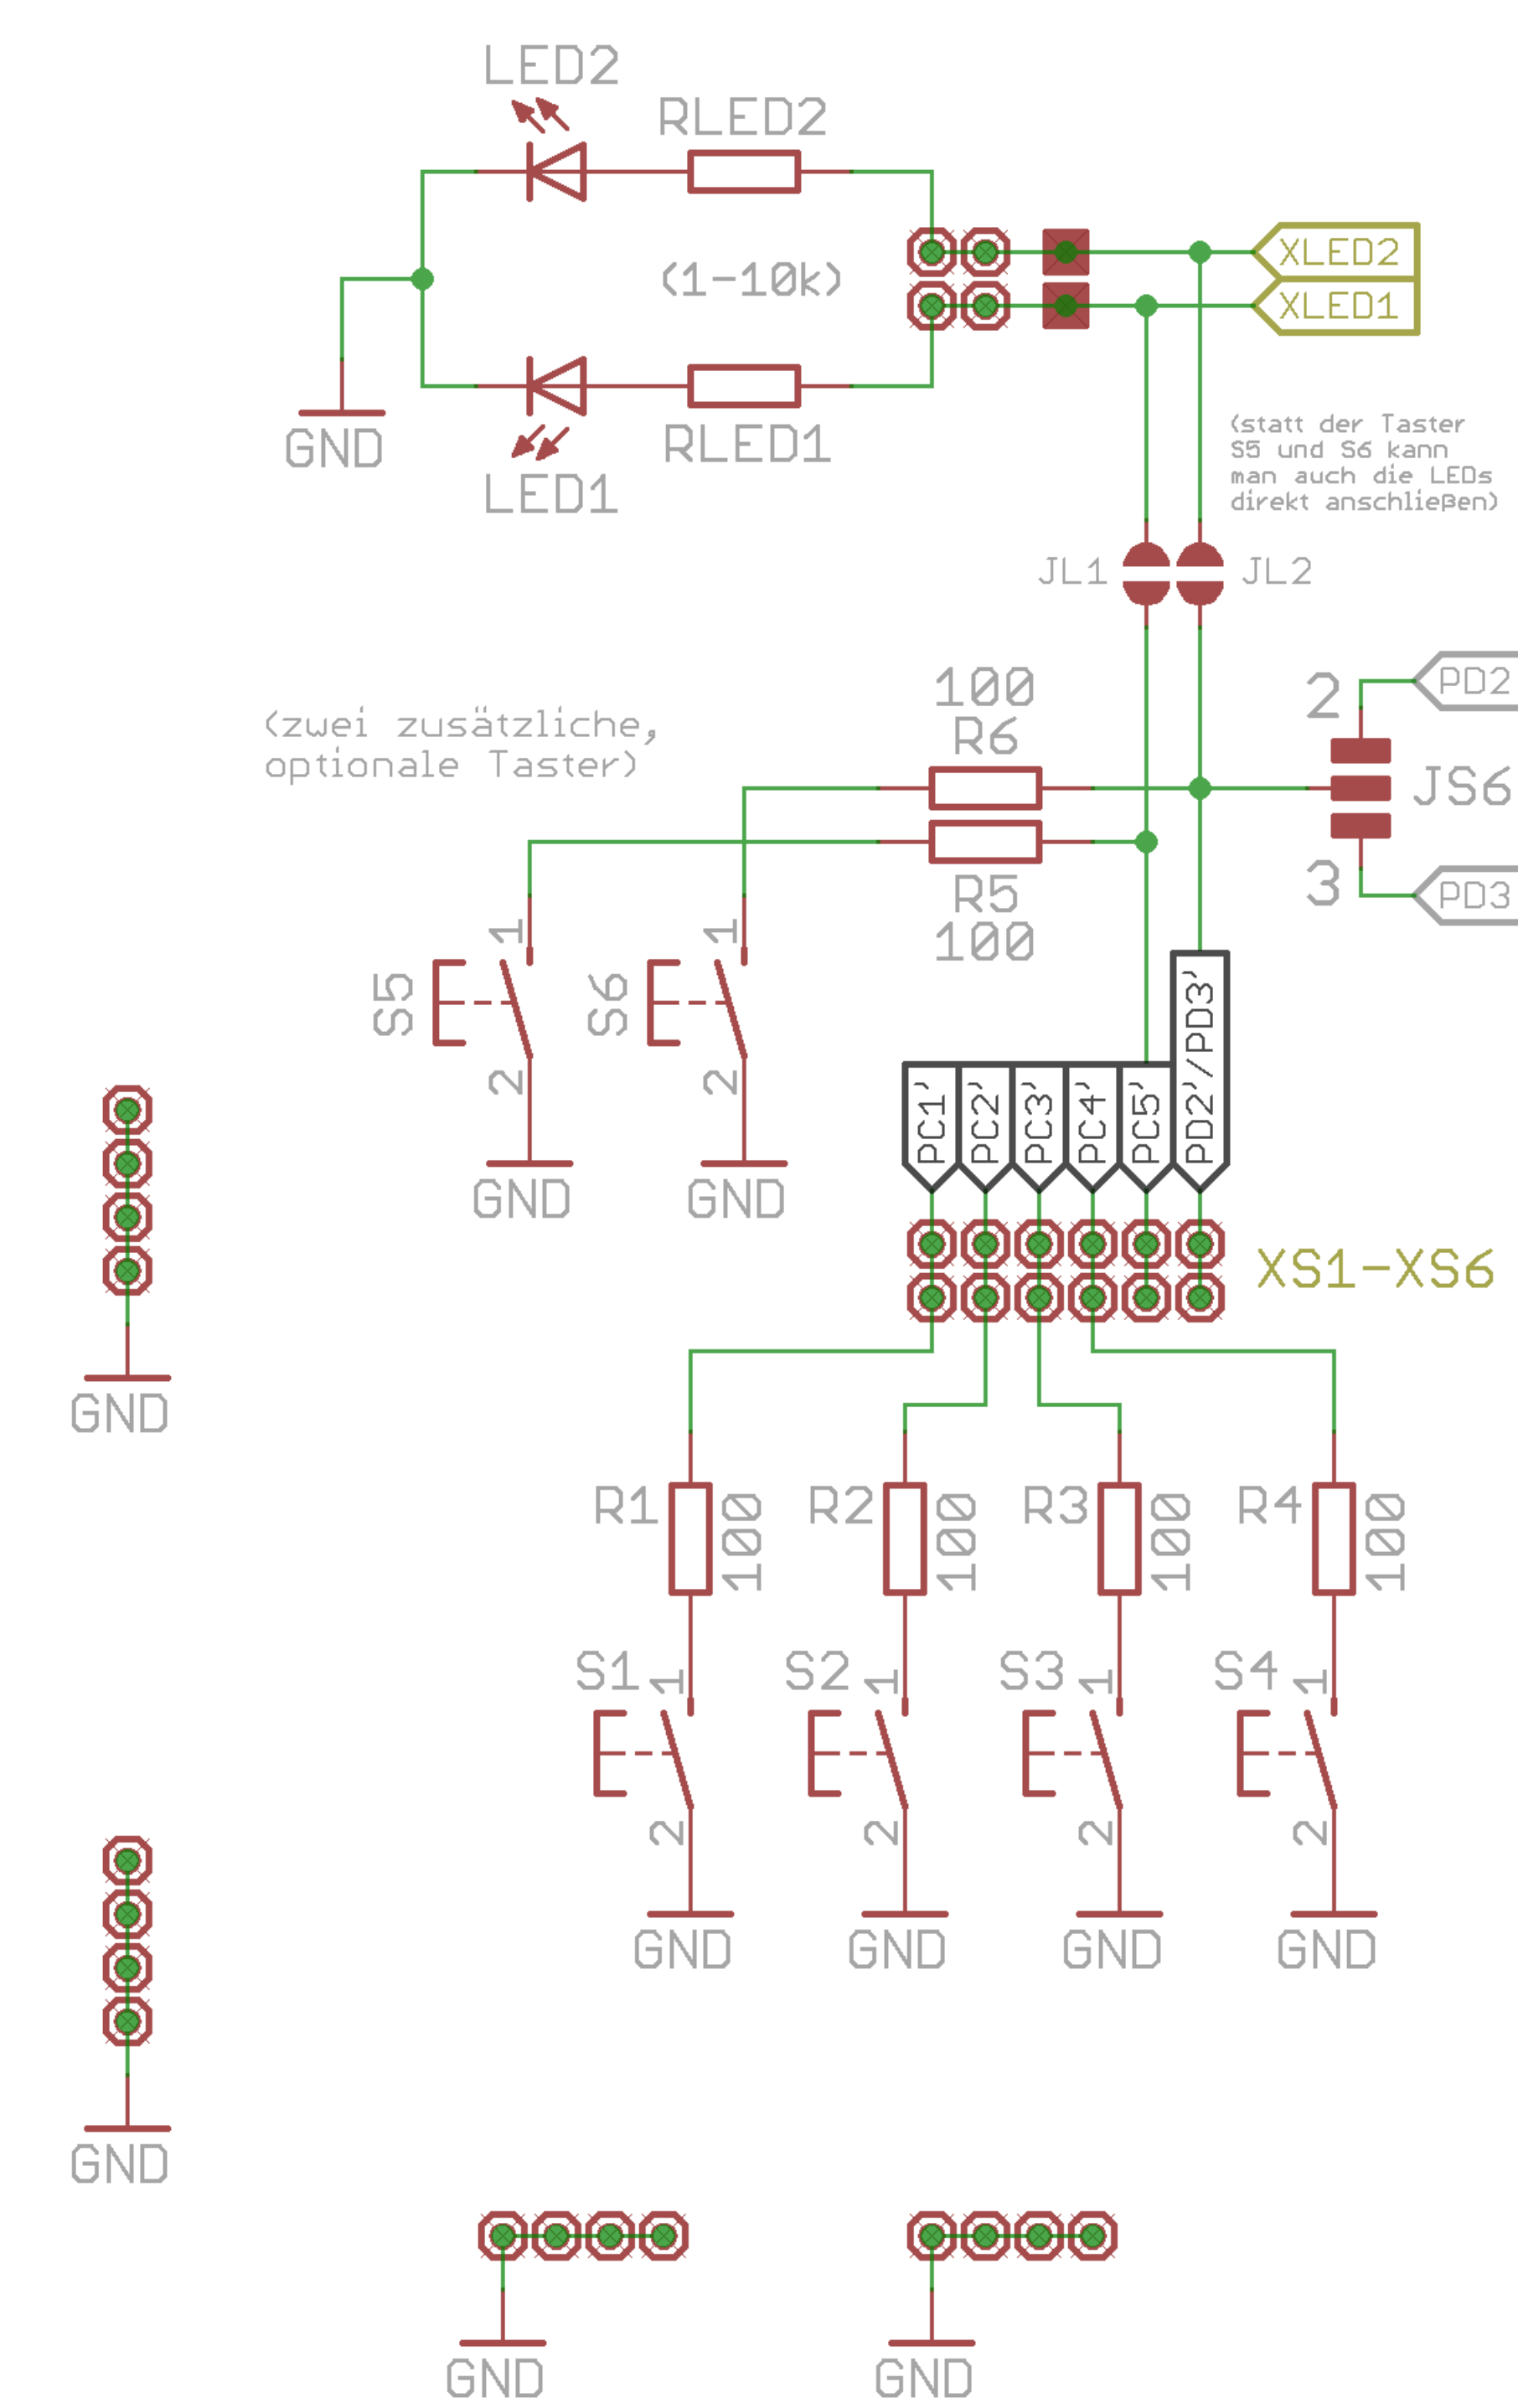 LED2
RLED2
(1-10k)
XLED2
XLED1
GND
RLED1
LED1
(statt der Taster
S5 und S6 kann
man auch die LEDs
direkt anschließen)
JL1
JL2
(zwei zusätzliche,
optionale Taster)
100
R6
2
PD2
JS6
R5
100
3
PD3
1
1
S5
S6
2
2
GND
GND
PC1'
PC2'
PC3'
PC4'
PC5'
PD2'/PD3'
XS1-XS6
GND
R1
100
R2
100
R3
100
R4
100
S1
1
S2
1
S3
1
S4
1
2
2
2
2
GND
GND
GND
GND
GND
GND
GND